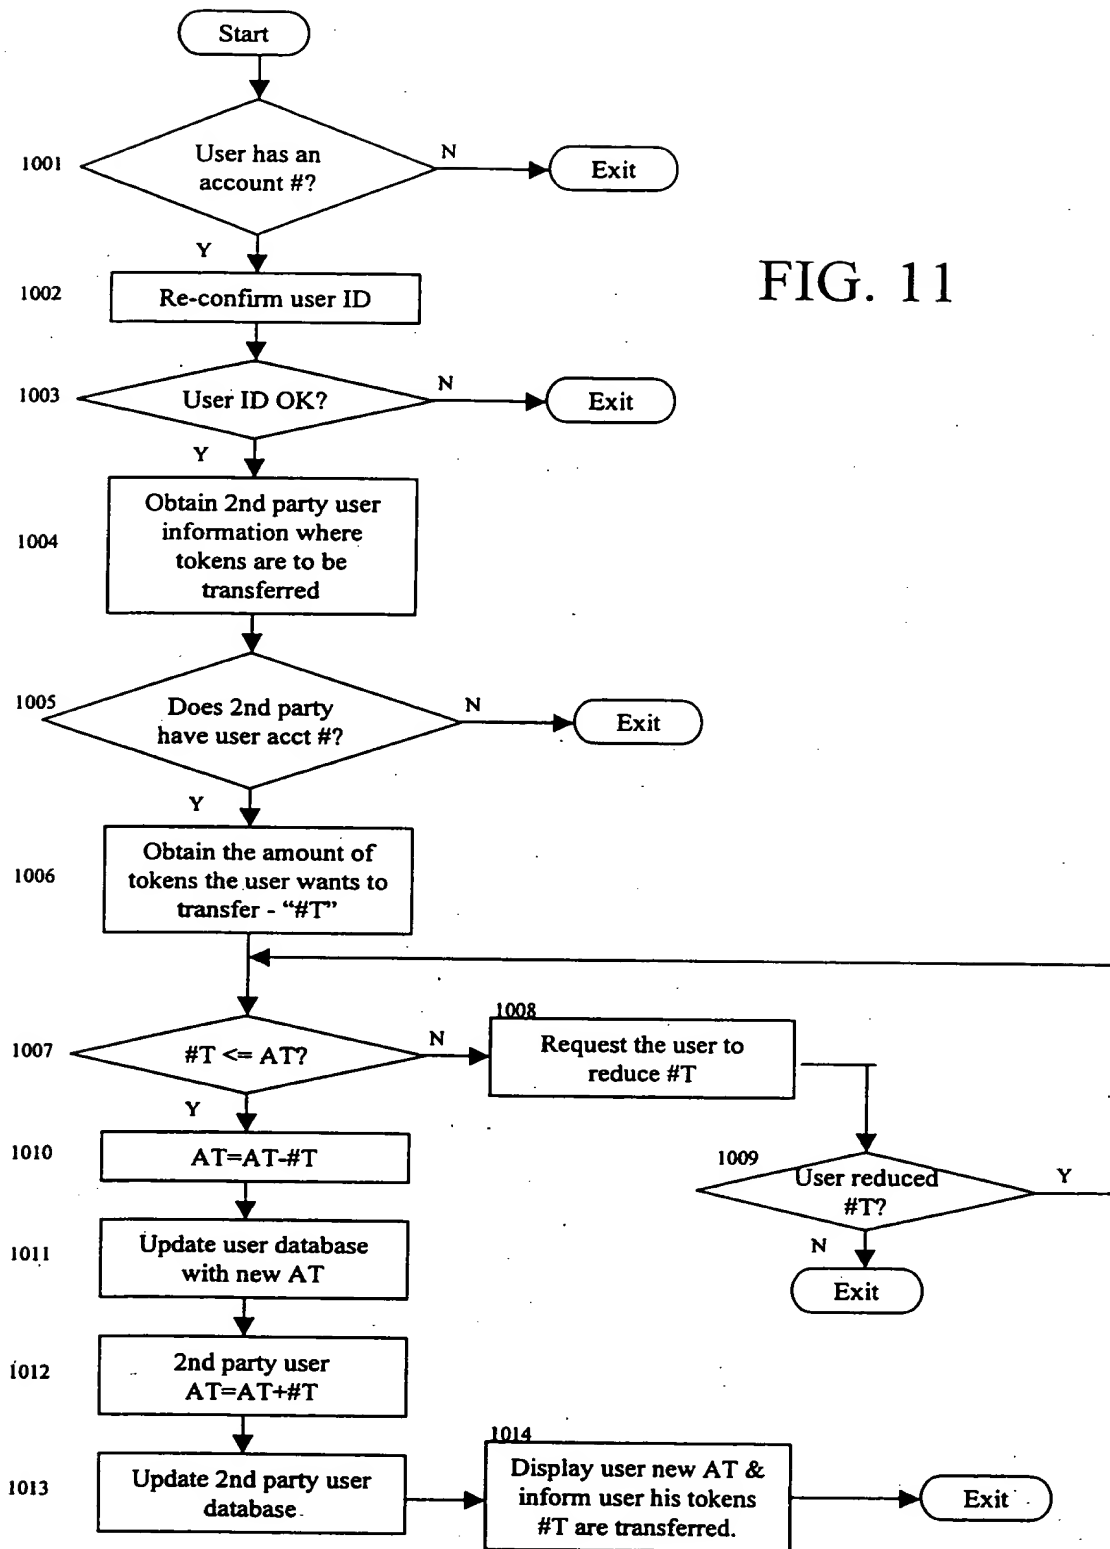 Start
1001
User has an
account #?
N
Exit
Y
FIG. 11
1002
Re-confirm user ID
1003
User ID OK?
N
Exit
Y
1004
Obtain 2nd party user
information where
tokens are to be
transferred
1005
Does 2nd party
have user acct #?
N
Exit
Y
1006
Obtain the amount of
tokens the user wants to
transfer - “#T”
1007
#T <= AT?
N
1008
Request the user to
reduce #T
Y
1009
User reduced
#T?
Y
N
Exit
1010
AT=AT-#T
1011
Update user database
with new AT
1012
2nd party user
AT=AT+#T
1013
Update 2nd party user
database
1014
Display user new AT &
inform user his tokens
#T are transferred.
Exit